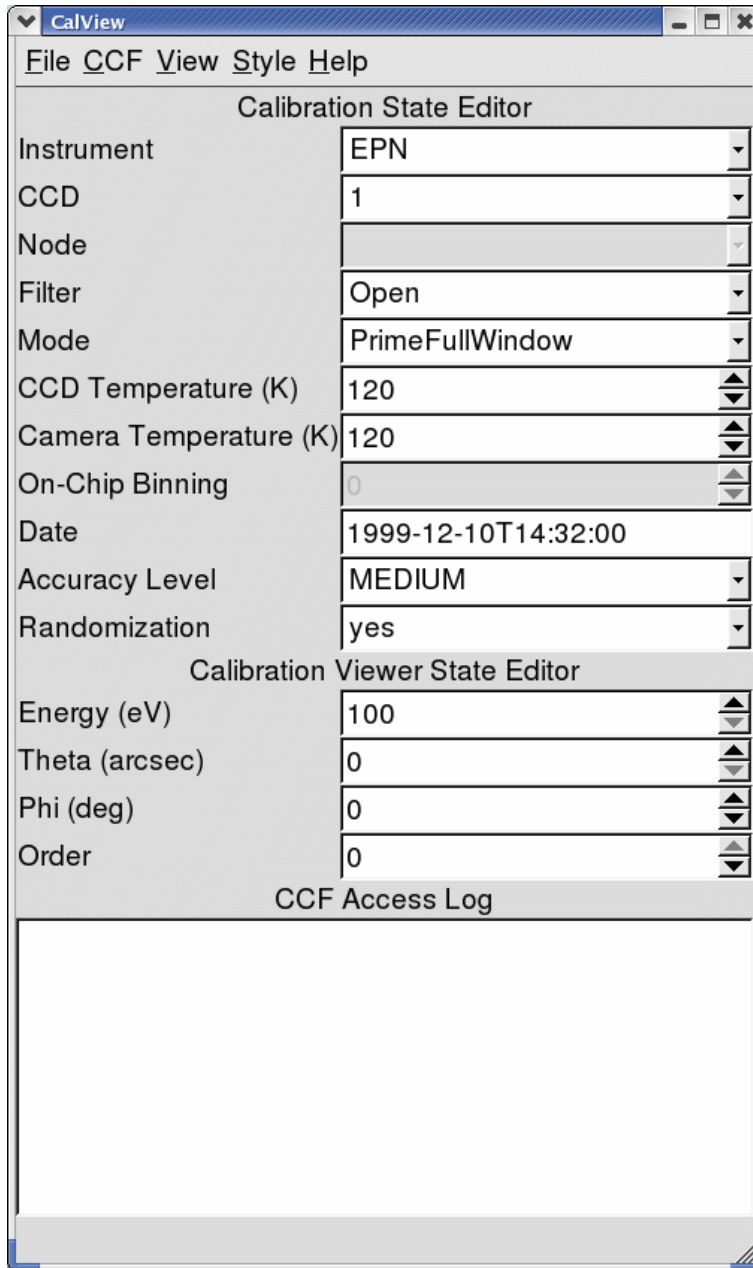 CalView
File CCF View Style Help
Calibration State Editor
Instrument EPN
CCD 1
Node
Filter Open
Mode PrimeFullWindow
CCD Temperature (K) 120
Camera Temperature (K) 120
On-Chip Binning 0
Date 1999-12-10T14:32:00
Accuracy Level MEDIUM
Randomization yes
Calibration Viewer State Editor
Energy (eV) 100
Theta (arcsec) 0
Phi (deg) 0
Order 0
CCF Access Log